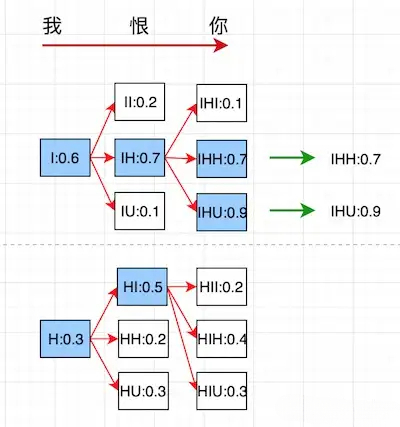 我 恨 你
II:0.2 IHI:0.1
I:0.6 IH:0.7 IHH:0.7 IHH:0.7
IU:0.1 IHU:0.9 IHU:0.9
HI:0.5 HII:0.2
H:0.3 HH:0.2 HIH:0.4
HU:0.3 HIU:0.3